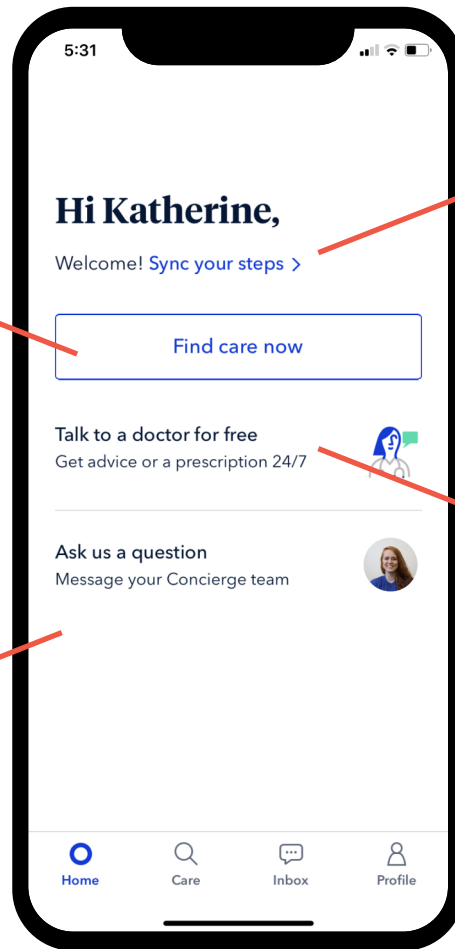 5:31
Hi Katherine,
Welcome! Sync your steps >
Find care now
Talk to a doctor for free
Get advice or a prescription 24/7
Ask us a question
Message your Concierge team
Home
Care
Inbox
Profile